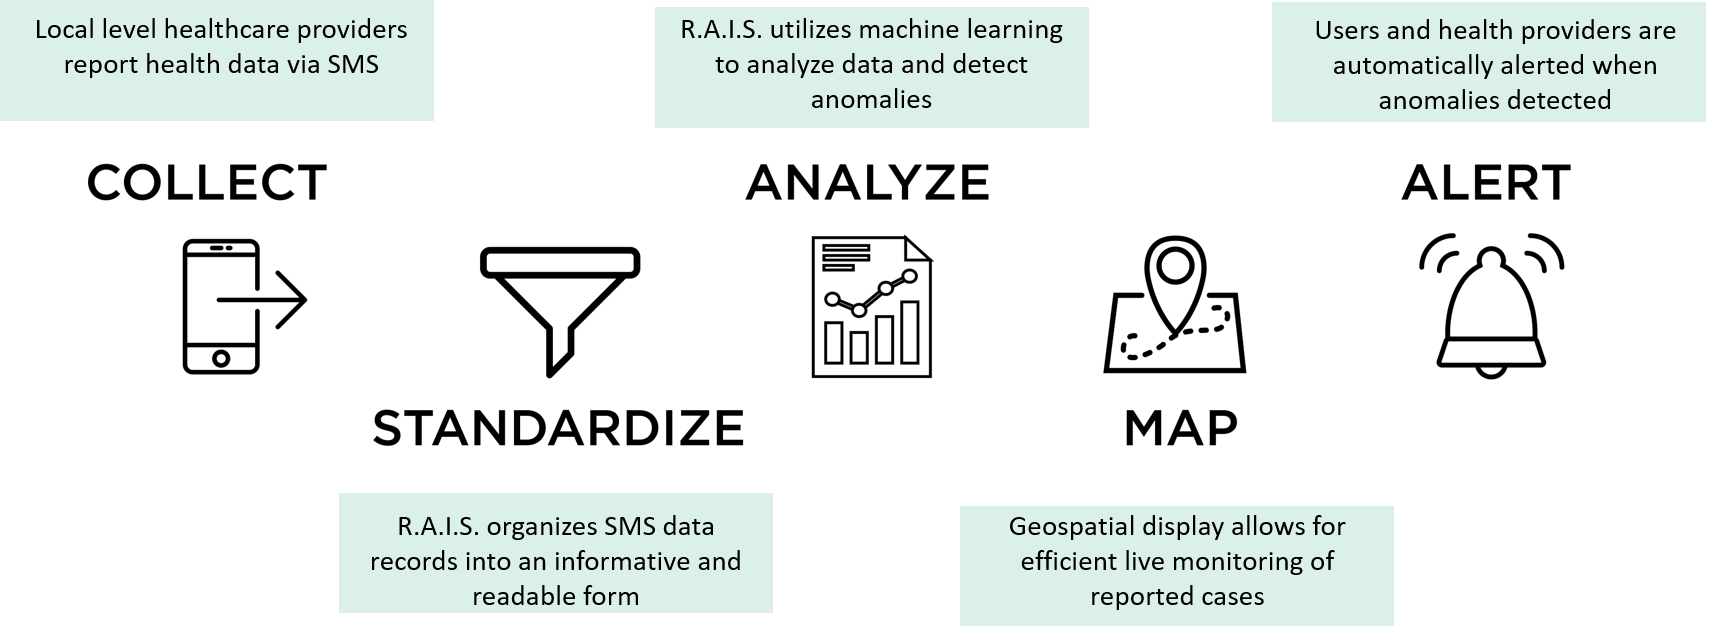 Local level healthcare providers
report health data via SMS
COLLECT
R.A.I.S. organizes SMS data
records into an informative and
readable form
STANDARDIZE
R.A.I.S. utilizes machine learning
to analyze data and detect
anomalies
ANALYZE
MAP
Geospatial display allows for
efficient live monitoring of
reported cases
Users and health providers are
automatically alerted when
anomalies detected
ALERT